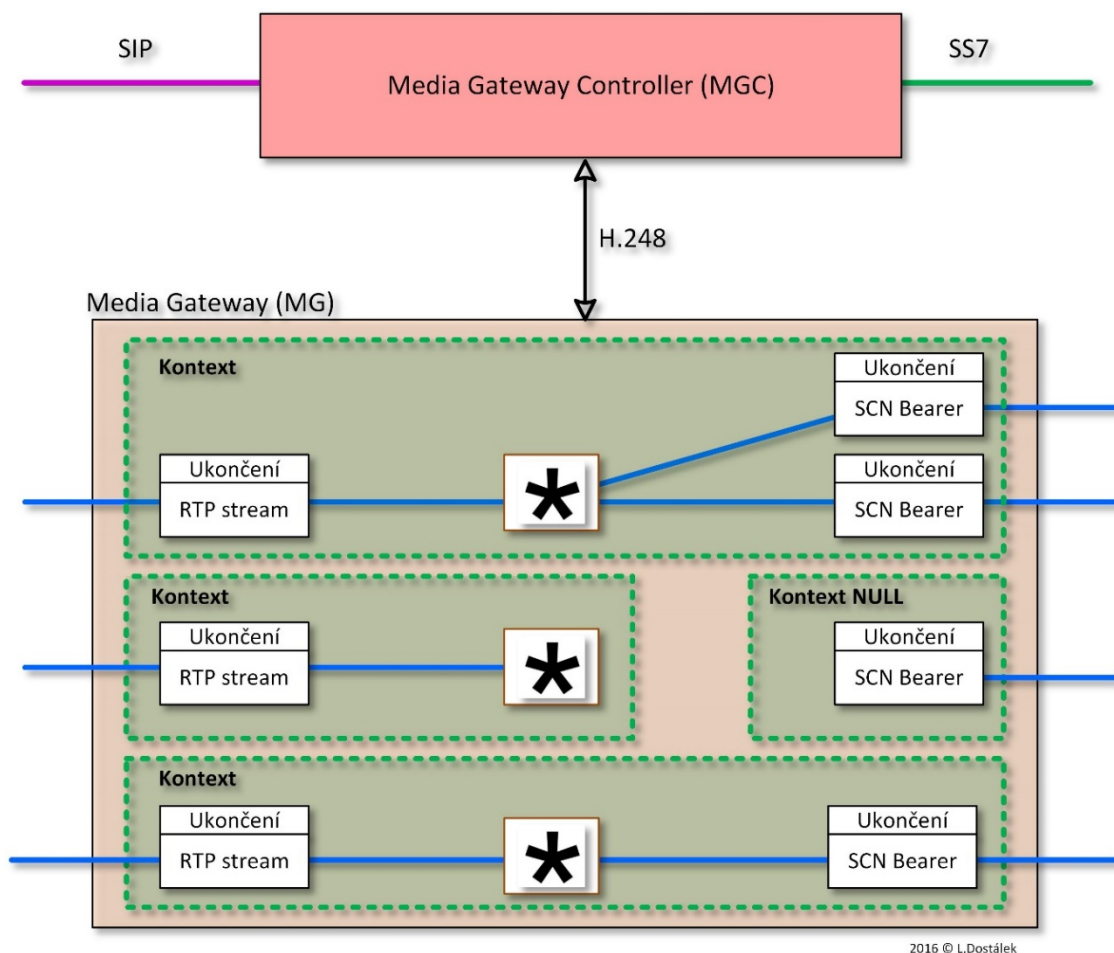 SIP
SS7
Media Gateway Controller (MGC)
H.248
Media Gateway (MG)
Kontext
Ukončení
SCN Bearer
Ukončení
RTP stream
*
Ukončení
SCN Bearer
Kontext
Ukončení
RTP stream
*
Kontext NULL
Ukončení
SCN Bearer
Kontext
Ukončení
RTP stream
*
Ukončení
SCN Bearer
2016 © L.Dostálek